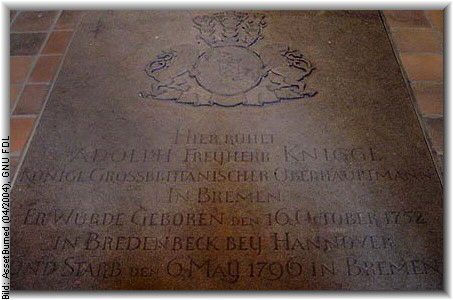 Hier ruhet
Adolph Freyherr Knigge
Königl Grossbritanischer Oberhauptmann
in Bremen
Er wurde geboren den 16 October 1752
in Bredenbeck bey Hannover
und starb den 6 May 1796 in Bremen
Bild: AssetBurned (04/2004), GNU FDL